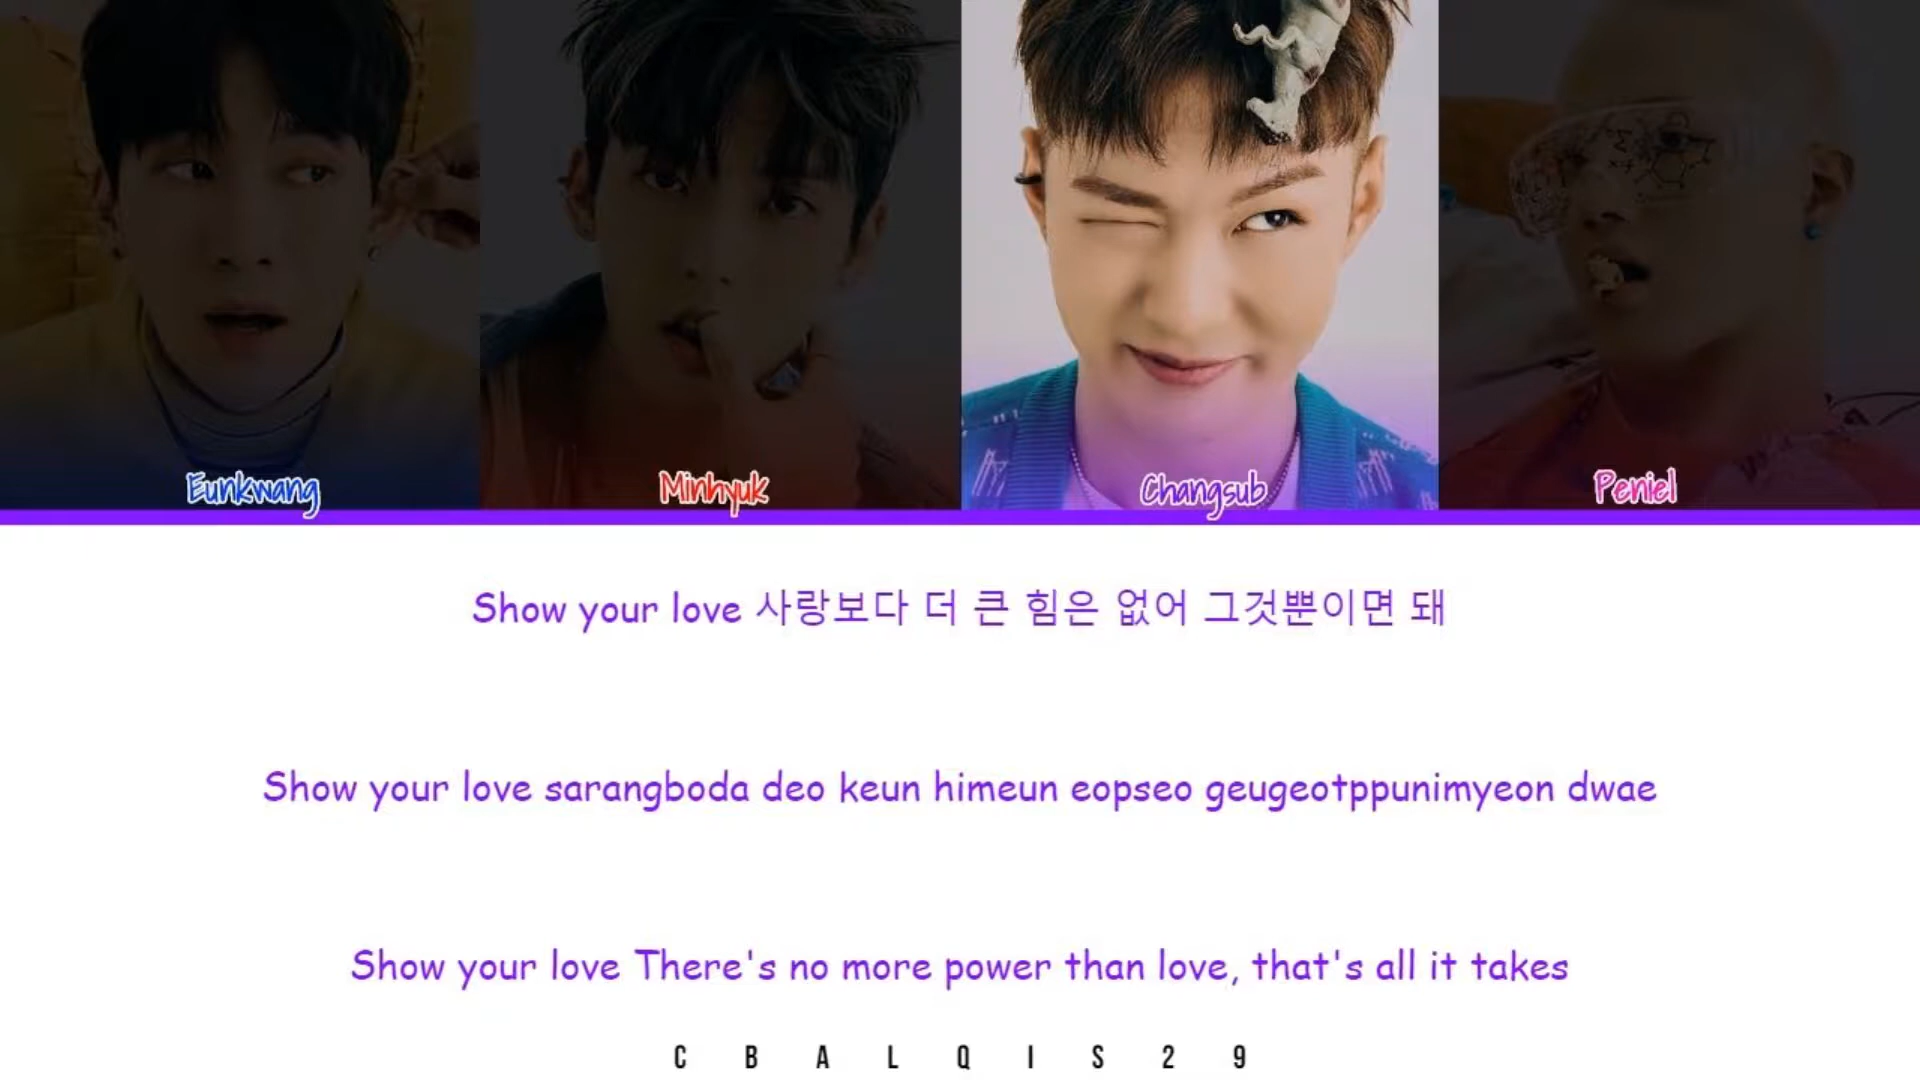 Eunkwang
Minhyuk
Changsub
Peniel
Show your love 사랑보다 더 큰 힘은 없어 그것뿐이면 돼
Show your love sarangboda deo keun himeun eopseo geugeotppunimyeon dwae
Show your love There's no more power than love, that's all it takes
CBALQIS29